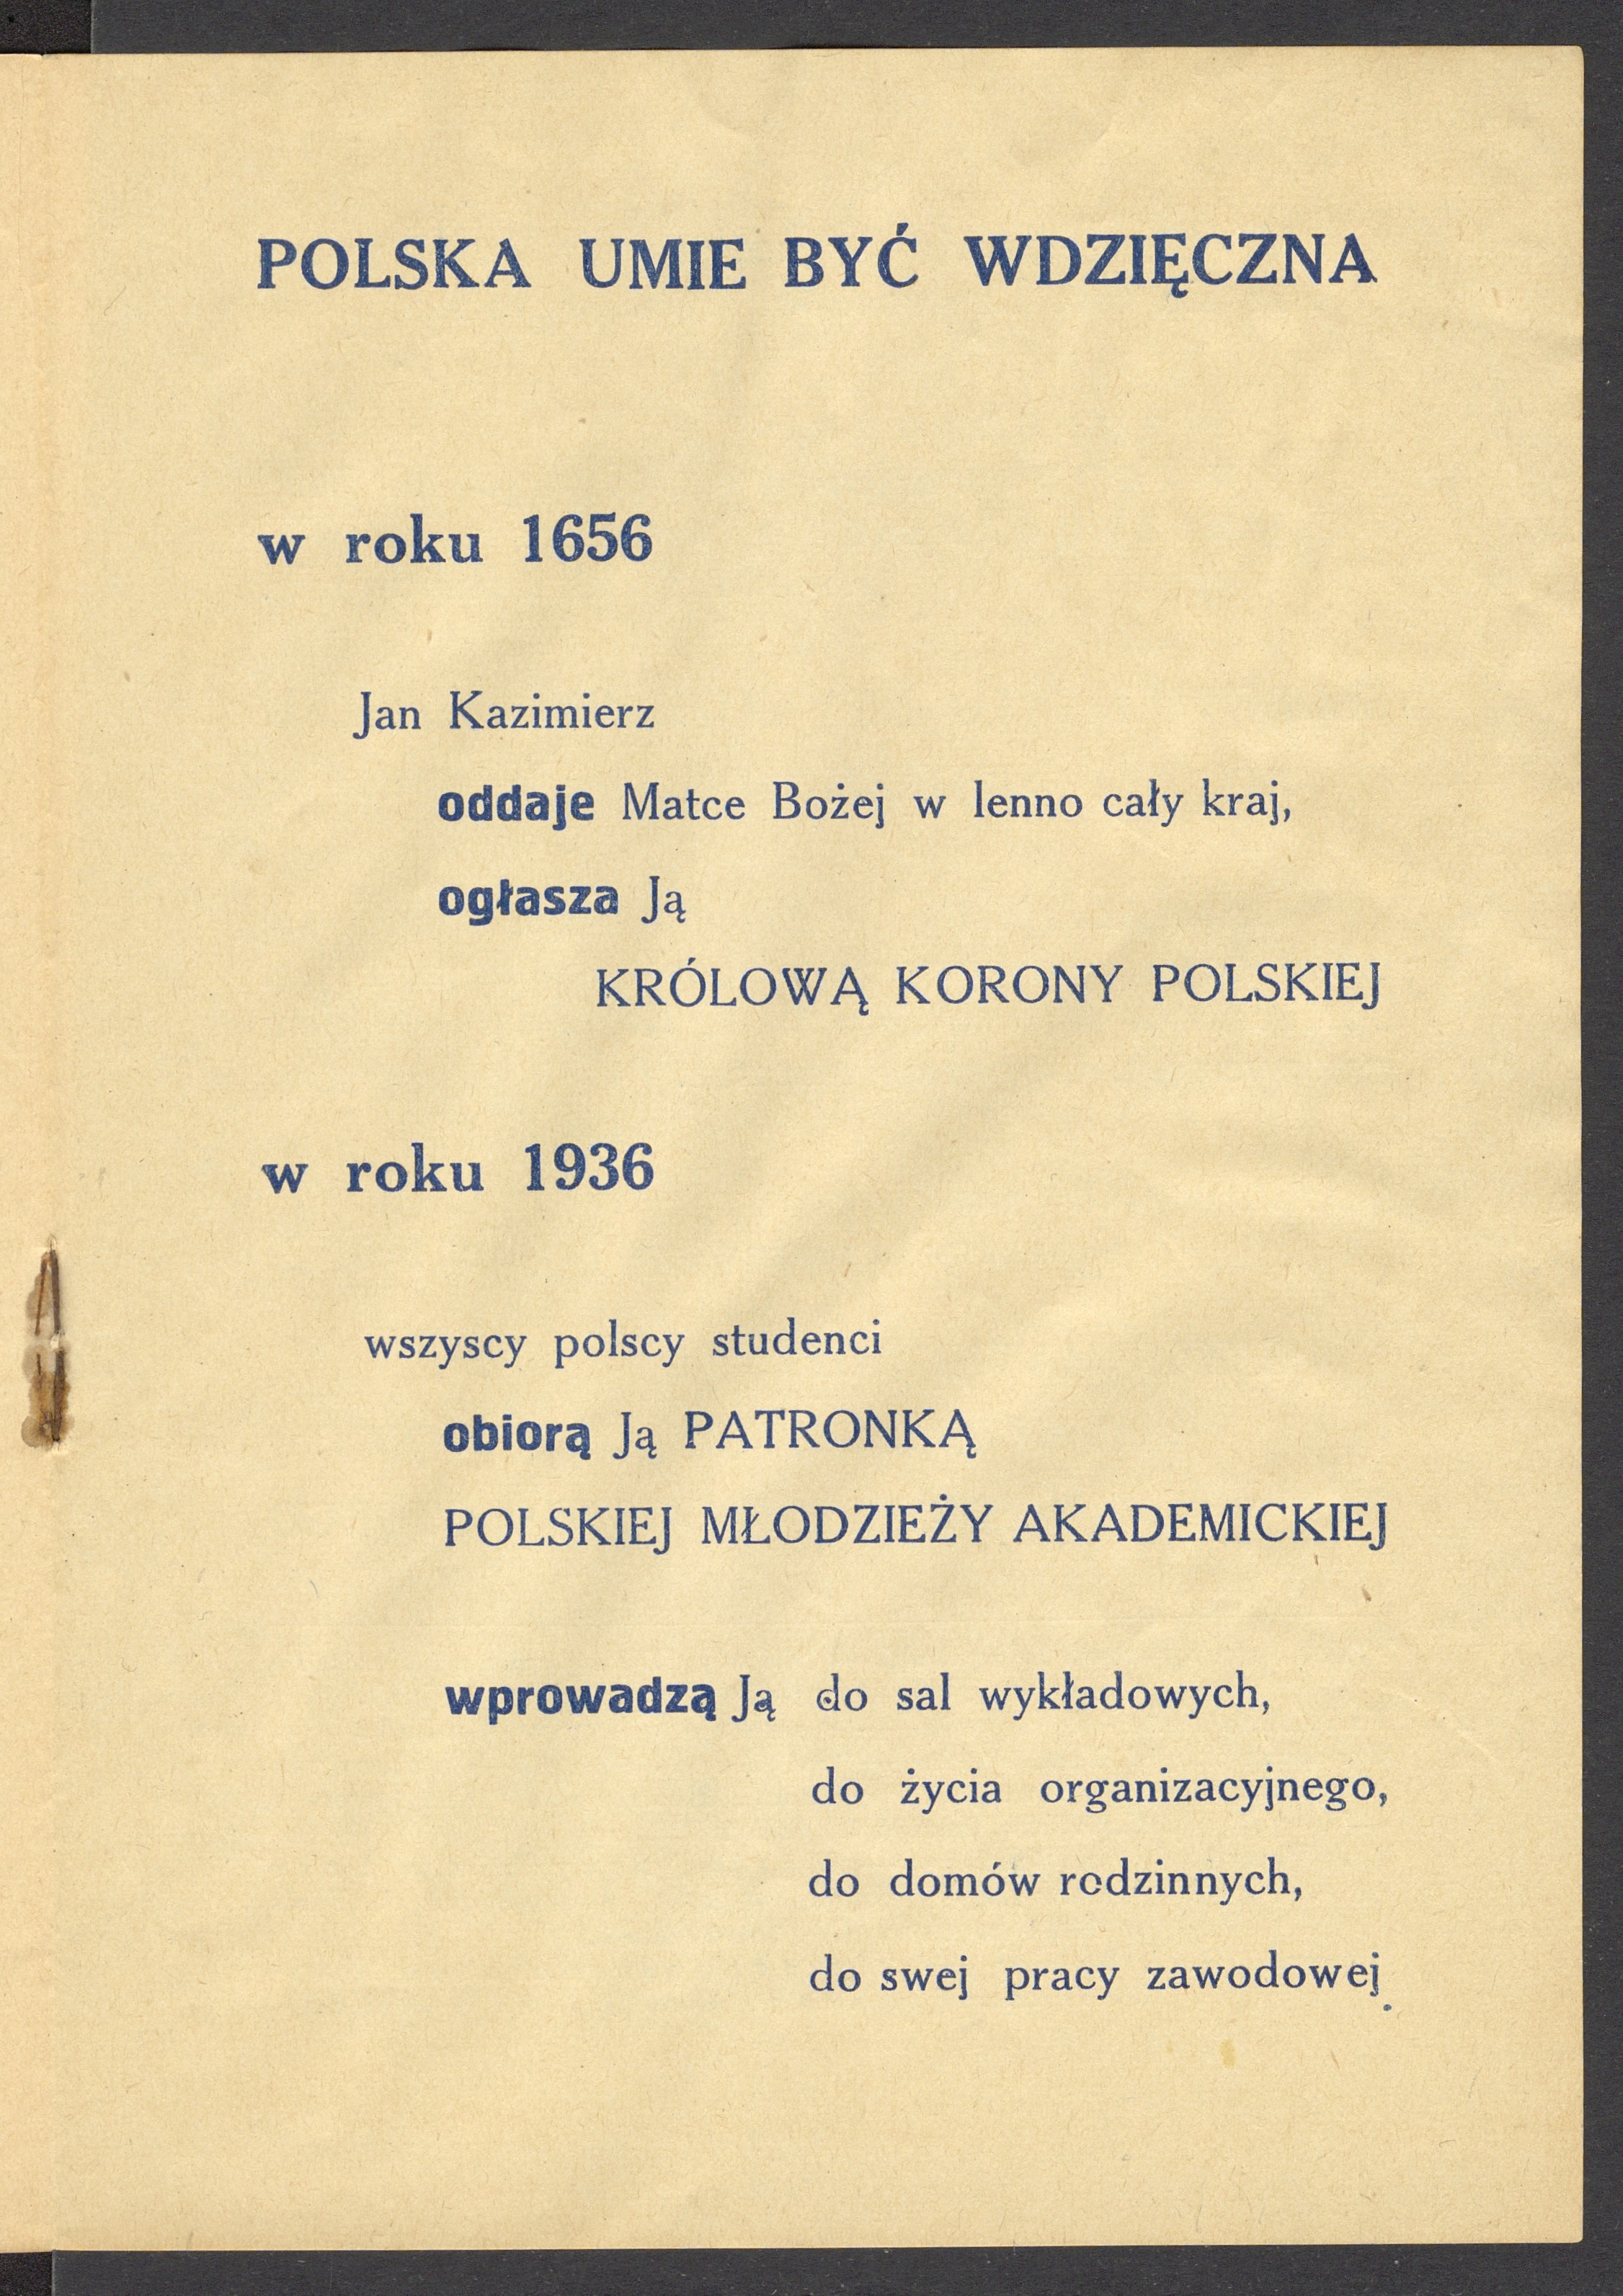 POLSKA UMIE BYĆ WDZIĘCZNA
w roku 1656
Jan Kazimierz
oddaje Matce Bożej w lenno cały kraj,
ogłasza Ją
KRÓLOWĄ KORONY POLSKIEJ
w roku 1936
wszyscy polscy studenci
obiorą Ją PATRONKĄ
POLSKIEJ MŁODZIEŻY AKADEMICKIEJ
wprowadzą Ją do sal wykładowych,
do życia organizacyjnego,
do domów rodzinnych,
do swej pracy zawodowej.